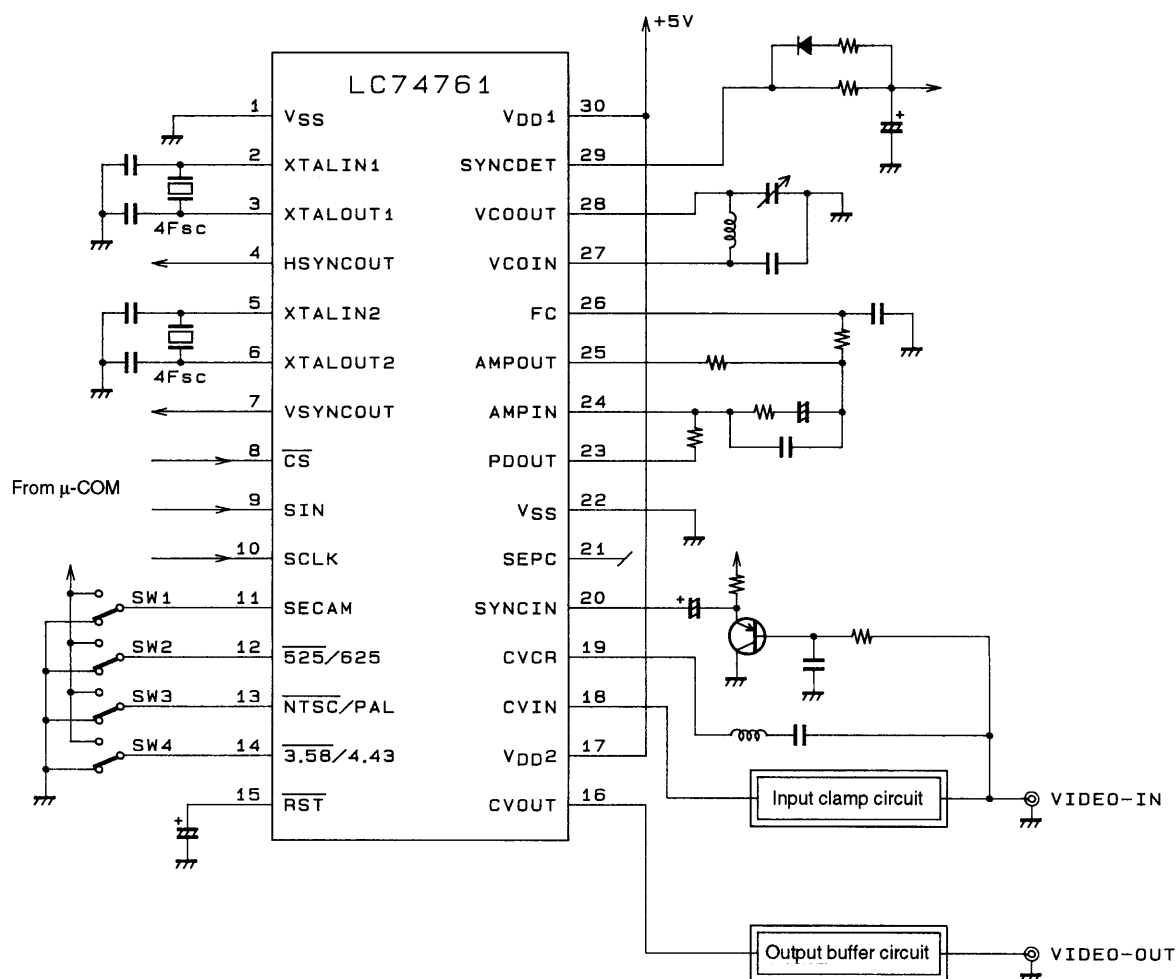 +5V
LC74761
1 VSS VDD1 30
2 XTALIN1 SYNCDET 29
3 XTALOUT1 VCOOUT 28
4Fsc
4 HSYNCOUT VCOIN 27
5 XTALIN2 FC 26
6 XTALOUT2 AMPOUT 25
4Fsc
7 VSYNCOUT AMPIN 24
8 CS PDOUT 23
From μ-COM
9 SIN VSS 22
10 SCLK SEPC 21
SW1 11 SECAM SYNCIN 20 +
SW2 12 525/625 CVCR 19
SW3 13 NTSC/PAL CVIN 18
SW4 14 3.58/4.43 VDD2 17
15 RST CVOUT 16
+
+
Input clamp circuit VIDEO-IN
Output buffer circuit VIDEO-OUT